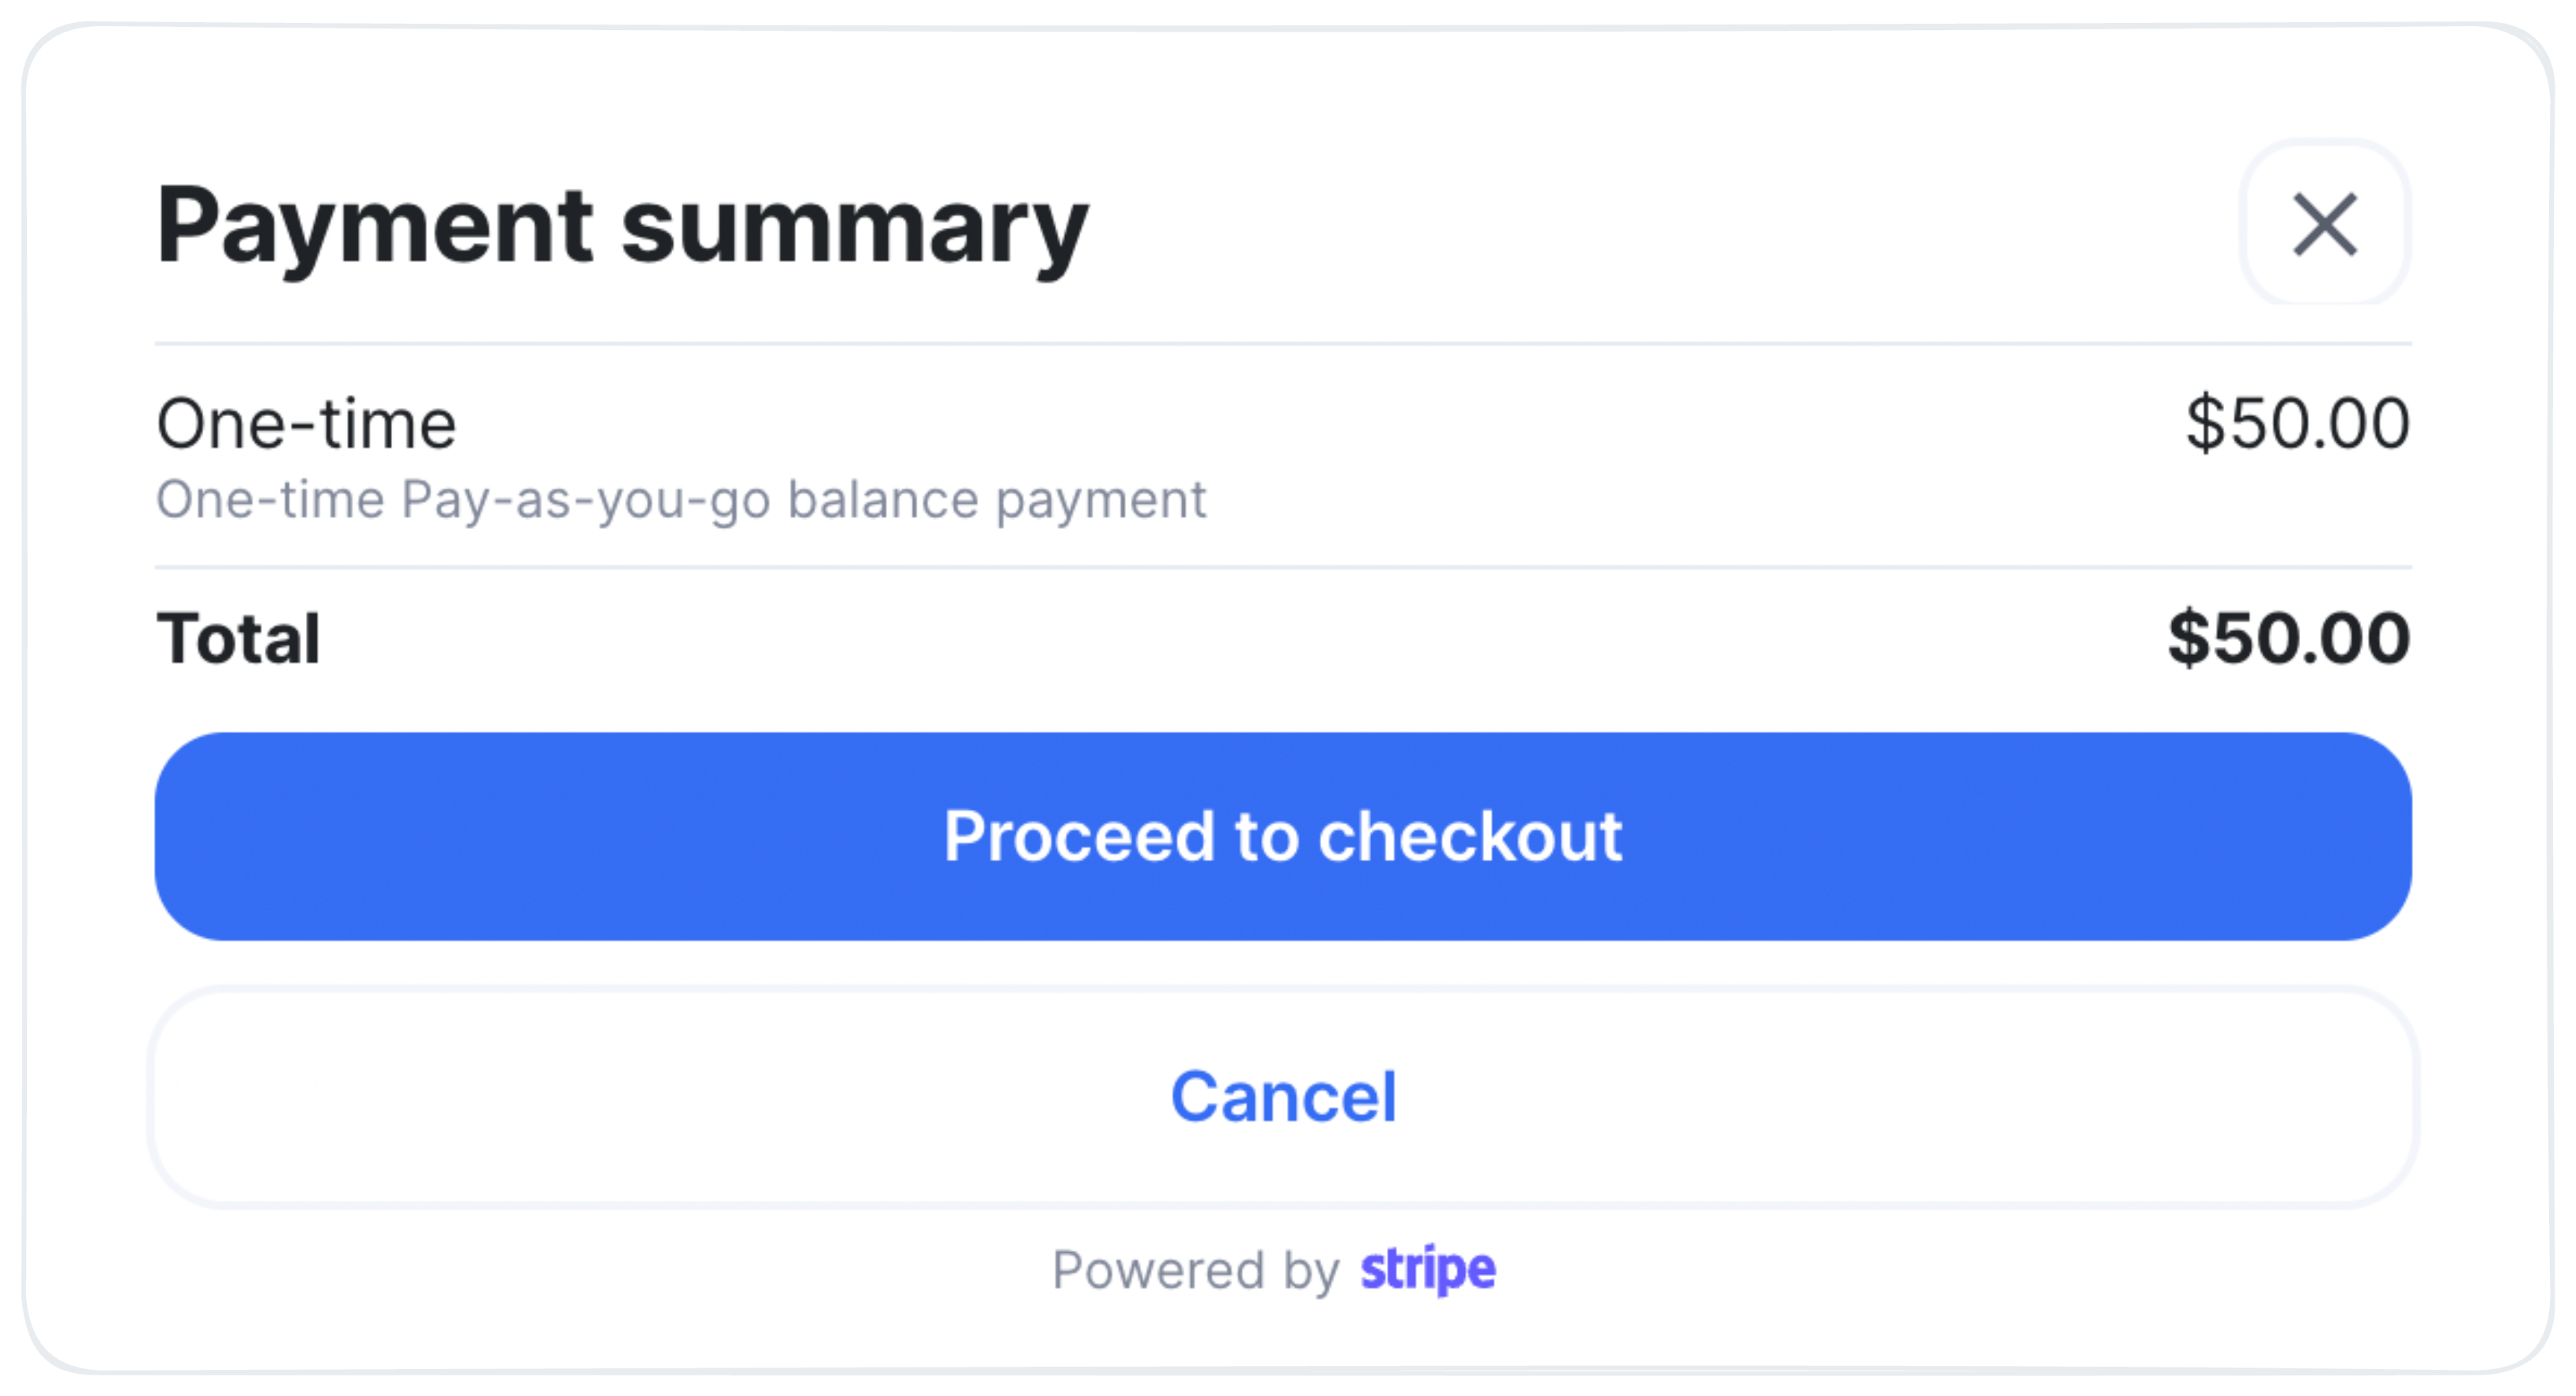 Payment summary
One-time $50.00
One-time Pay-as-you-go balance payment
Total $50.00
Proceed to checkout
Cancel
Powered by stripe